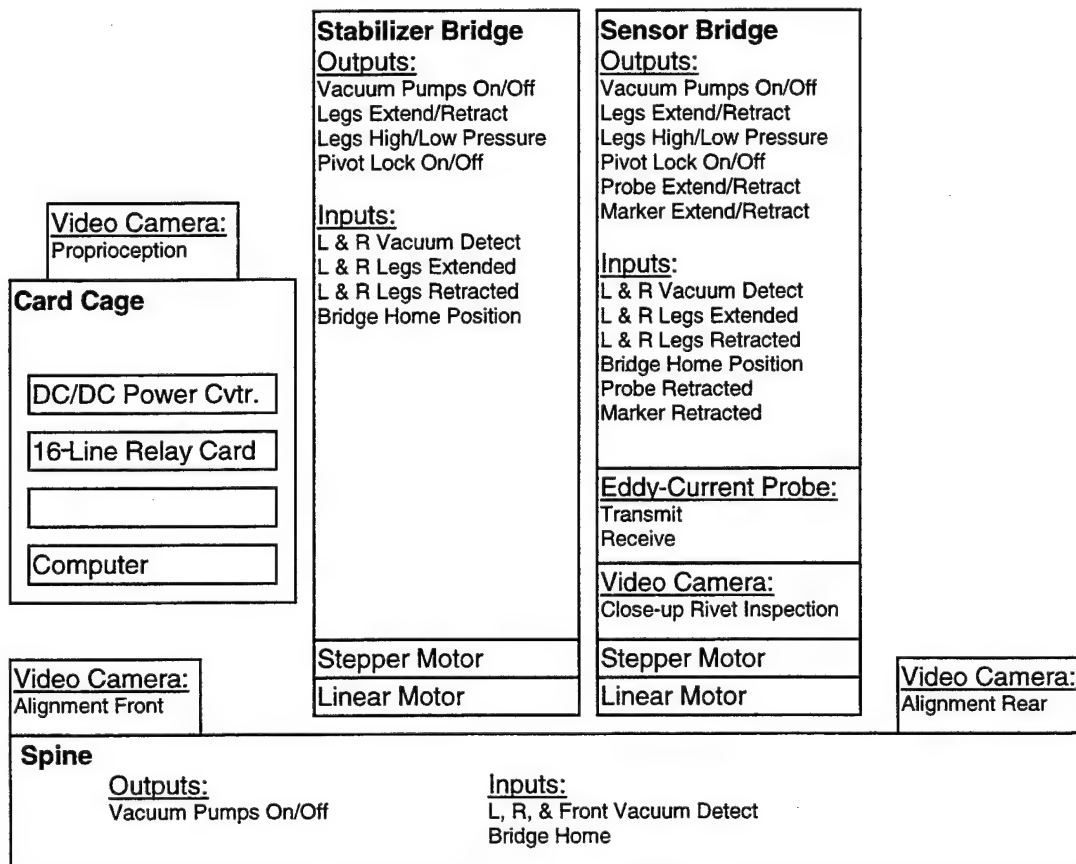 Stabilizer Bridge
Outputs:
Vacuum Pumps On/Off
Legs Extend/Retract
Legs High/Low Pressure
Pivot Lock On/Off
Inputs:
L & R Vacuum Detect
L & R Legs Extended
L & R Legs Retracted
Bridge Home Position
Stepper Motor
Linear Motor
Sensor Bridge
Outputs:
Vacuum Pumps On/Off
Legs Extend/Retract
Legs High/Low Pressure
Pivot Lock On/Off
Probe Extend/Retract
Marker Extend/Retract
Inputs:
L & R Vacuum Detect
L & R Legs Extended
L & R Legs Retracted
Bridge Home Position
Probe Retracted
Marker Retracted
Eddy-Current Probe:
Transmit
Receive
Video Camera:
Close-up Rivet Inspection
Stepper Motor
Linear Motor
Video Camera:
Proprioception
Card Cage
DC/DC Power Cvtr.
16-Line Relay Card
Computer
Video Camera:
Alignment Front
Video Camera:
Alignment Rear
Spine
Outputs:
Vacuum Pumps On/Off
Inputs:
L, R, & Front Vacuum Detect
Bridge Home